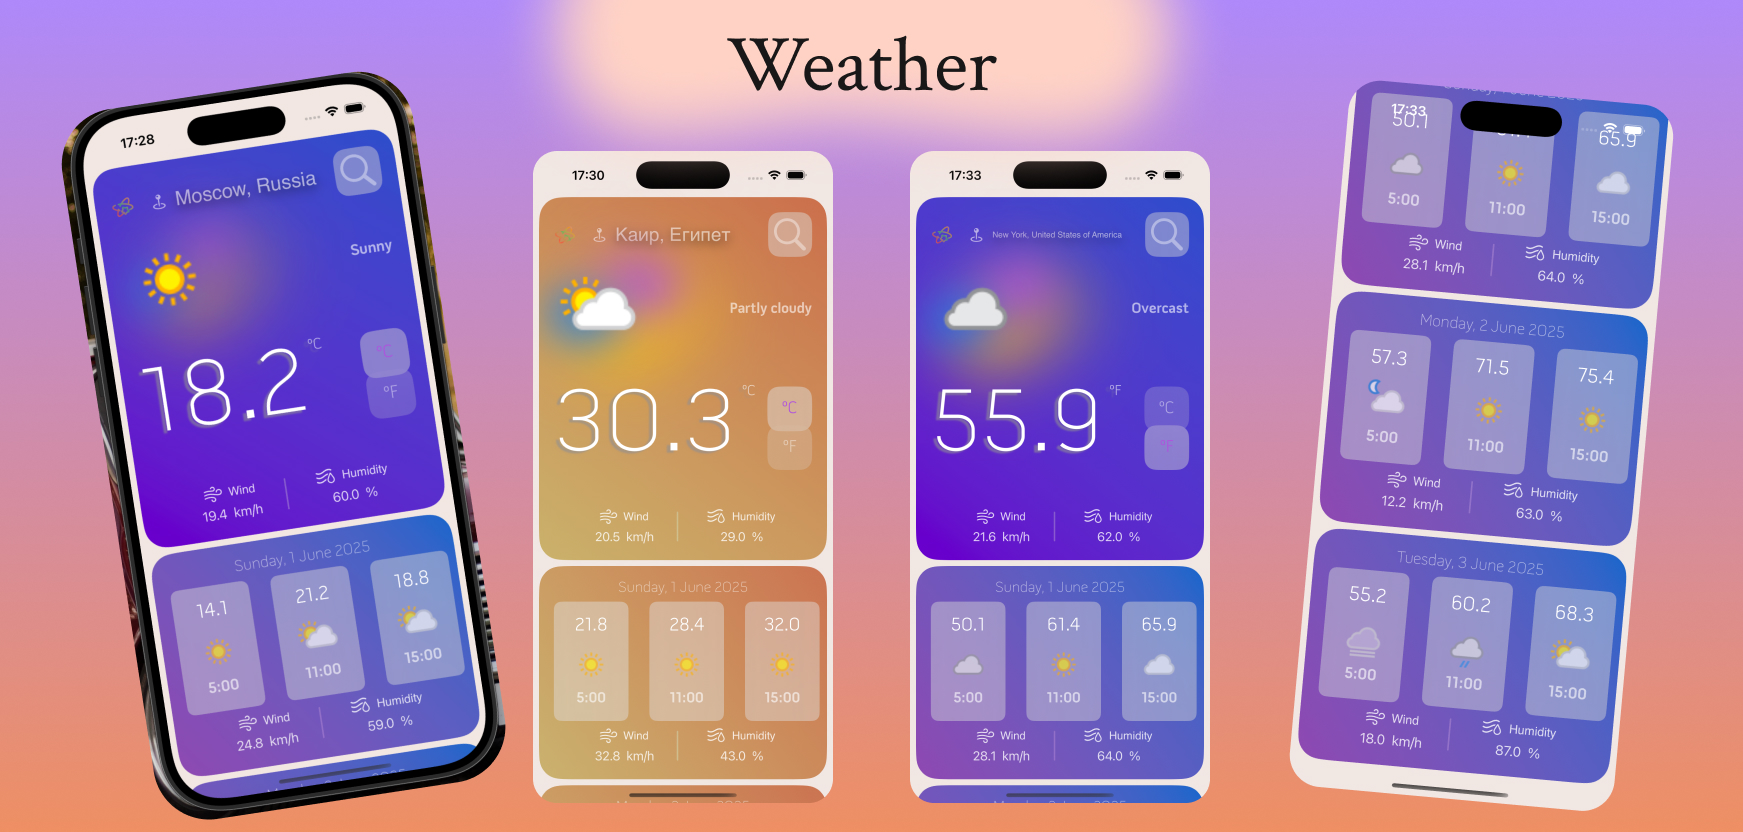 Weather
17:28
Moscow, Russia
Sunny
18.2 °C
°C
°F
Wind
Humidity
19.4 km/h
60.0 %
Sunday, 1 June 2025
14.1
21.2
18.8
5:00
11:00
15:00
Wind
Humidity
24.8 km/h
59.0 %
17:30
Каир, Египет
Partly cloudy
30.3 °C
°C
°F
Wind
Humidity
20.5 km/h
29.0 %
Sunday, 1 June 2025
21.8
28.4
32.0
5:00
11:00
15:00
Wind
Humidity
32.8 km/h
43.0 %
17:33
New York, United States of America
Overcast
55.9 °F
°C
°F
Wind
Humidity
21.6 km/h
62.0 %
Sunday, 1 June 2025
50.1
61.4
65.9
5:00
11:00
15:00
Wind
Humidity
28.1 km/h
64.0 %
17:33
50.1
65.9
5:00
11:00
15:00
Wind
Humidity
28.1 km/h
64.0 %
Monday, 2 June 2025
57.3
71.5
75.4
5:00
11:00
15:00
Wind
Humidity
12.2 km/h
63.0 %
Tuesday, 3 June 2025
55.2
60.2
68.3
5:00
11:00
15:00
Wind
Humidity
18.0 km/h
87.0 %